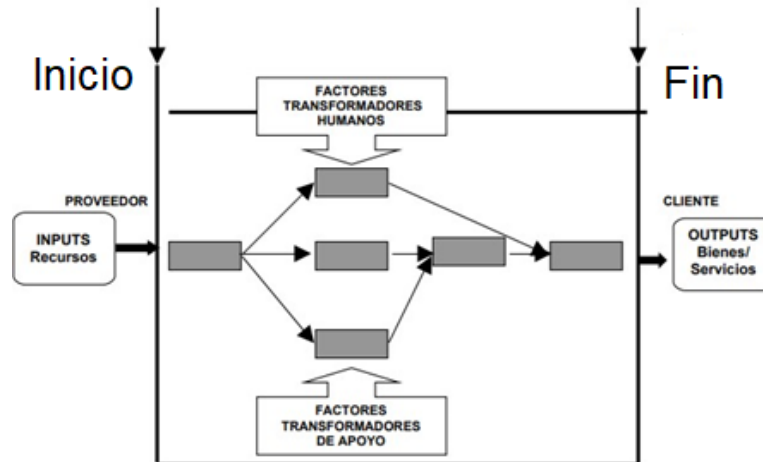 Inicio
Fin
FACTORES
TRANSFORMADORES
HUMANOS
PROVEEDOR
CLIENTE
INPUTS
Recursos
OUTPUTS
Bienes/
Servicios
FACTORES
TRANSFORMADORES
DE APOYO